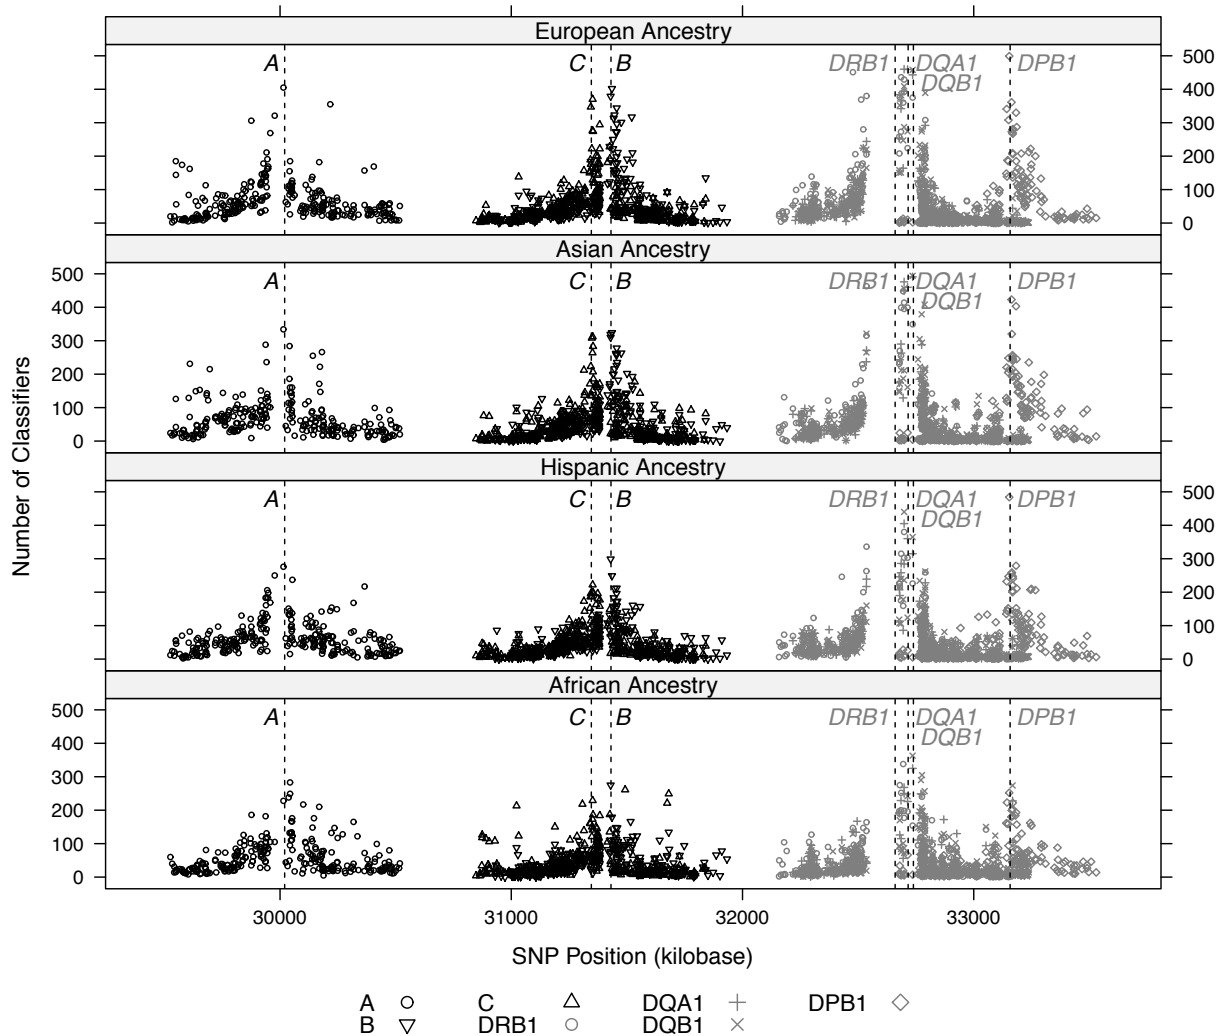 European Ancestry
A C B DRB1 DQA1 DPB1
DQB1
500
400
300
200
100
0
Asian Ancestry
A C B DRB1 DQA1 DPB1
DQB1
500
400
300
200
100
0
Hispanic Ancestry
A C B DRB1 DQA1 DPB1
DQB1
500
400
300
200
100
0
African Ancestry
A C B DRB1 DQA1 DPB1
DQB1
500
400
300
200
100
0
Number of Classifiers
30000 31000 32000 33000
SNP Position (kilobase)
A C DQA1 DPB1
B DRB1 DQB1